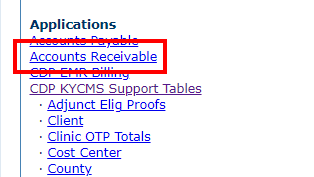 Applications
Accounts Payable
Accounts Receivable
CDP EMR Billing
CDP KYCMS Support Tables
· Adjunct Elig Proofs
· Client
· Clinic OTP Totals
· Cost Center
· County